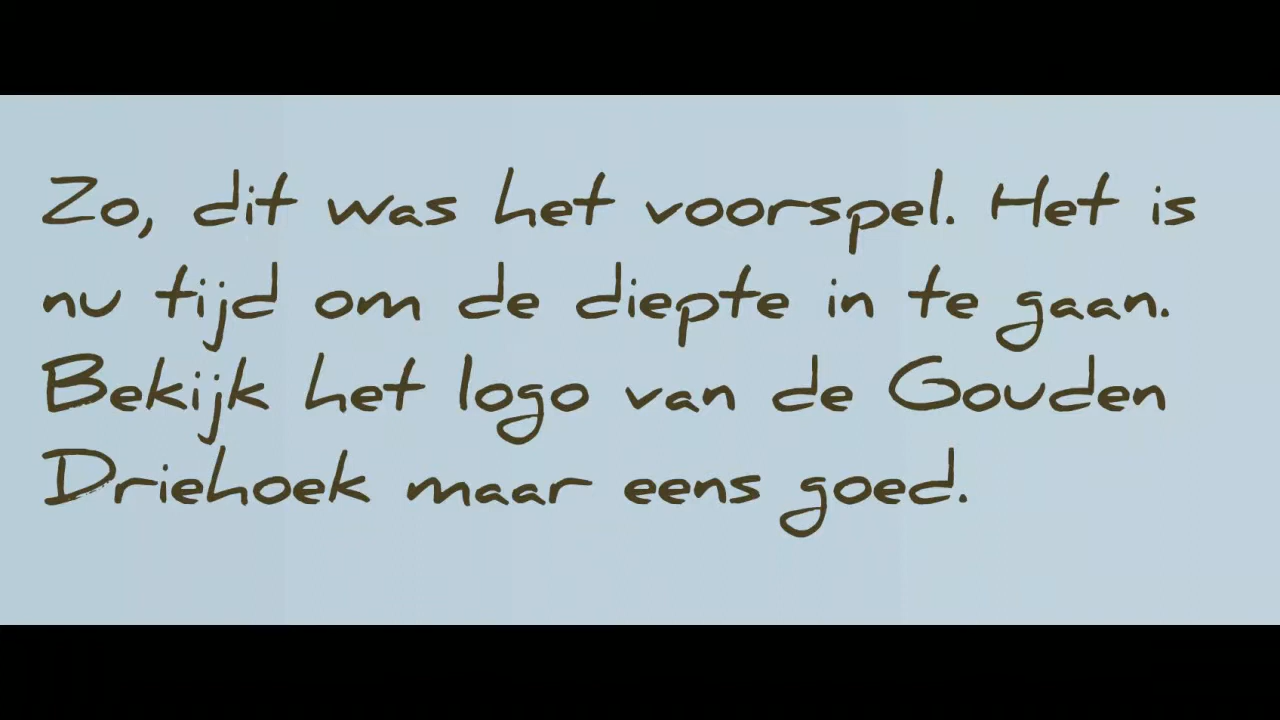 Zo, dit was het voorspel. Het is
nu tijd om de diepte in te gaan.
Bekijk het logo van de Gouden
Driehoek maar eens goed.